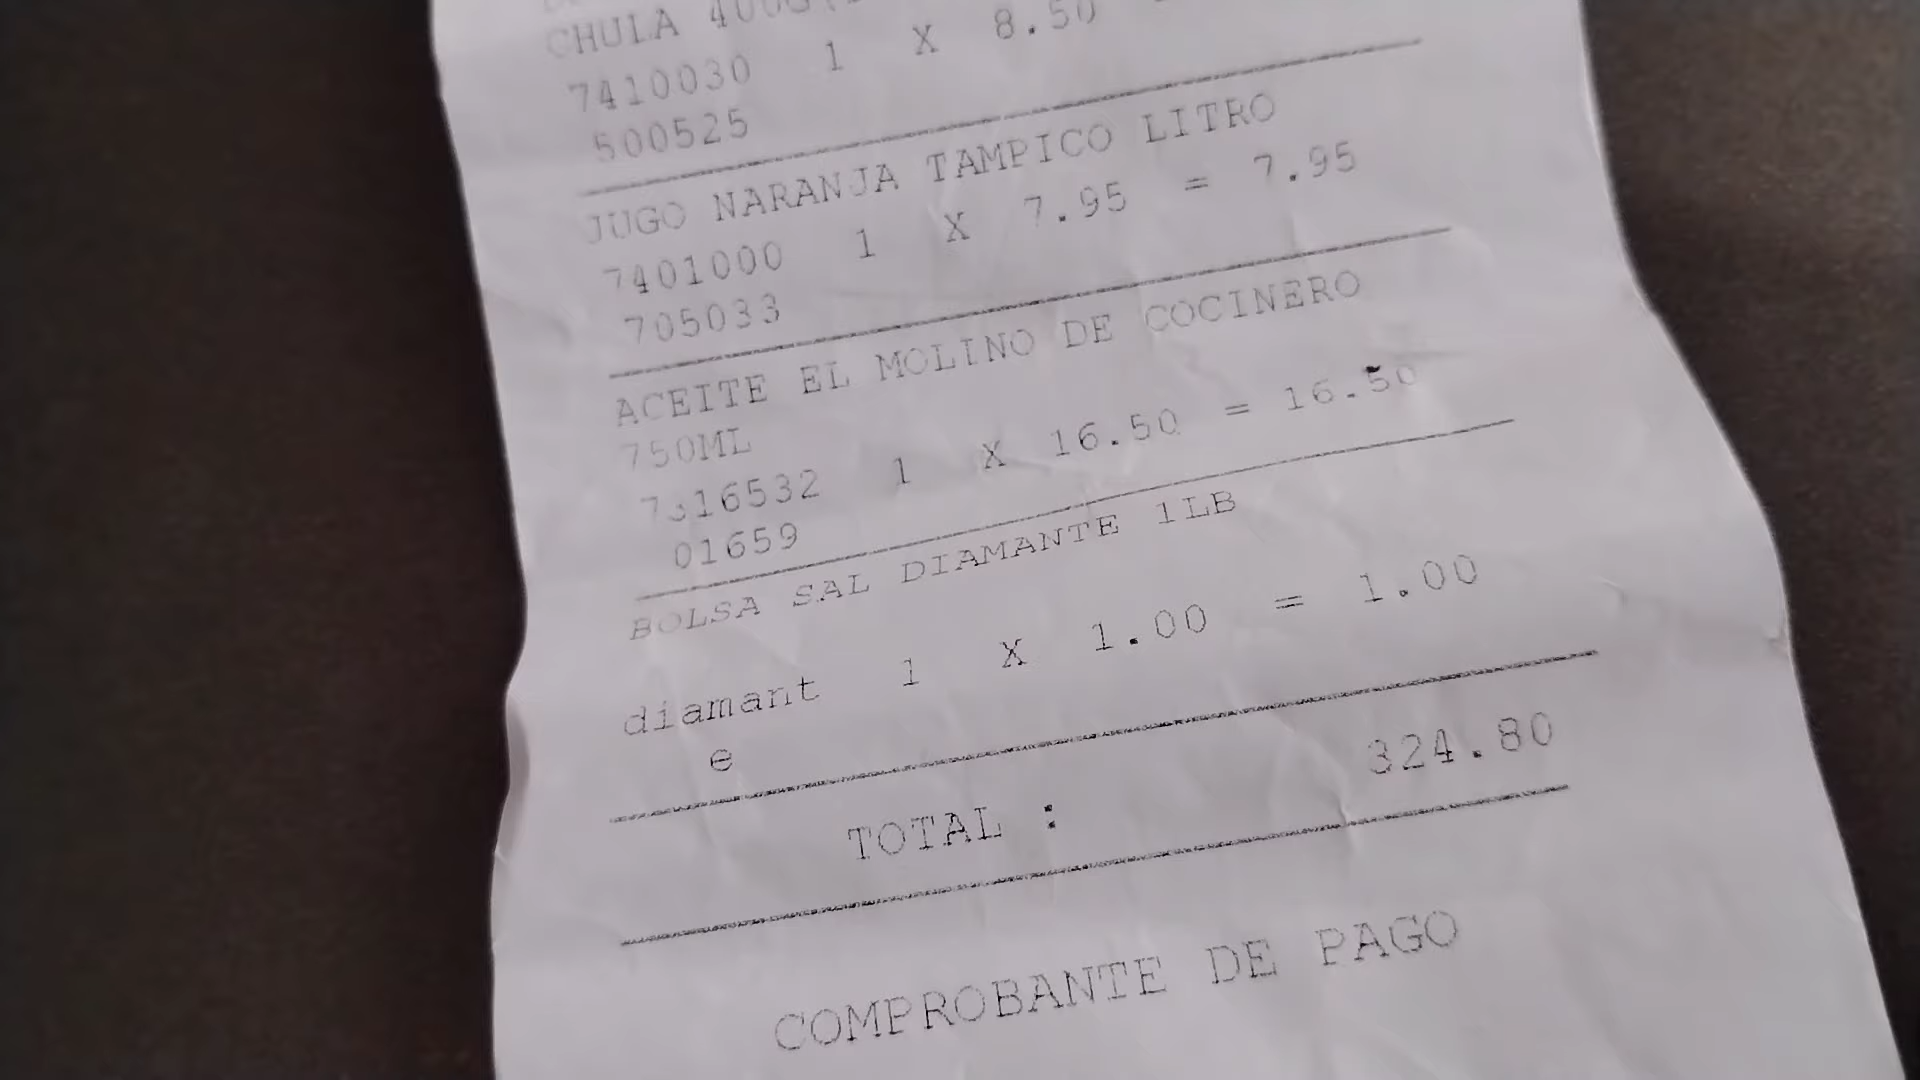 CHULA
7410030 1 X 8.50
500525
JUGO NARANJA TAMPICO LITRO
7401000 1 X 7.95 = 7.95
705033
ACEITE EL MOLINO DE COCINERO
750ML
7316532 1 X 16.50 = 16.50
01659
BOLSA SAL DIAMANTE 1LB
diamant 1 X 1.00 = 1.00
e
324.80
TOTAL :
COMPROBANTE DE PAGO